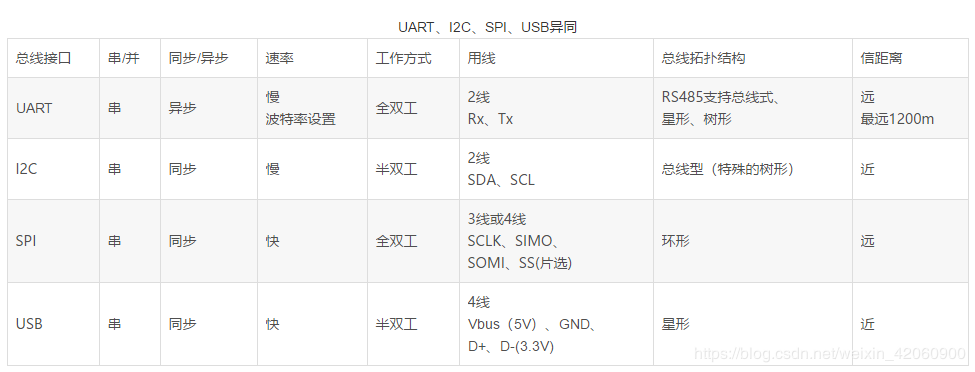 UART、I2C、SPI、USB异同
总线接口 串/并 同步/异步 速率 工作方式 用线 总线拓扑结构 信距离
UART 串 异步 慢 波特率设置 全双工 2线 Rx、Tx RS485支持总线式、 星形、树形 远 最远1200m
I2C 串 同步 慢 半双工 2线 SDA、SCL 总线型（特殊的树形） 近
SPI 串 同步 快 全双工 3线或4线 SCLK、SIMO、 SOMI、SS(片选) 环形 远
USB 串 同步 快 半双工 4线 Vbus（5V）、GND、 D+、D-(3.3V) 星形 近
https://blog.csdn.net/weixin_42060900